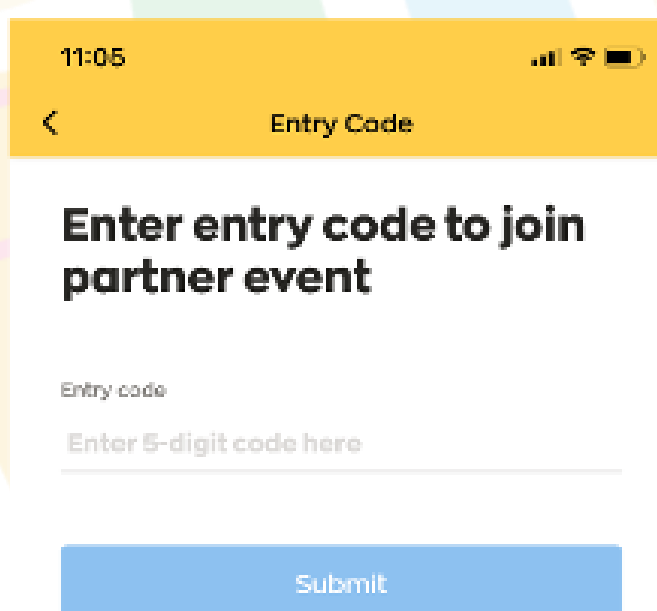 11:05
Entry Code
Enter entry code to join
partner event
Entry code
Enter 5-digit code here
Submit